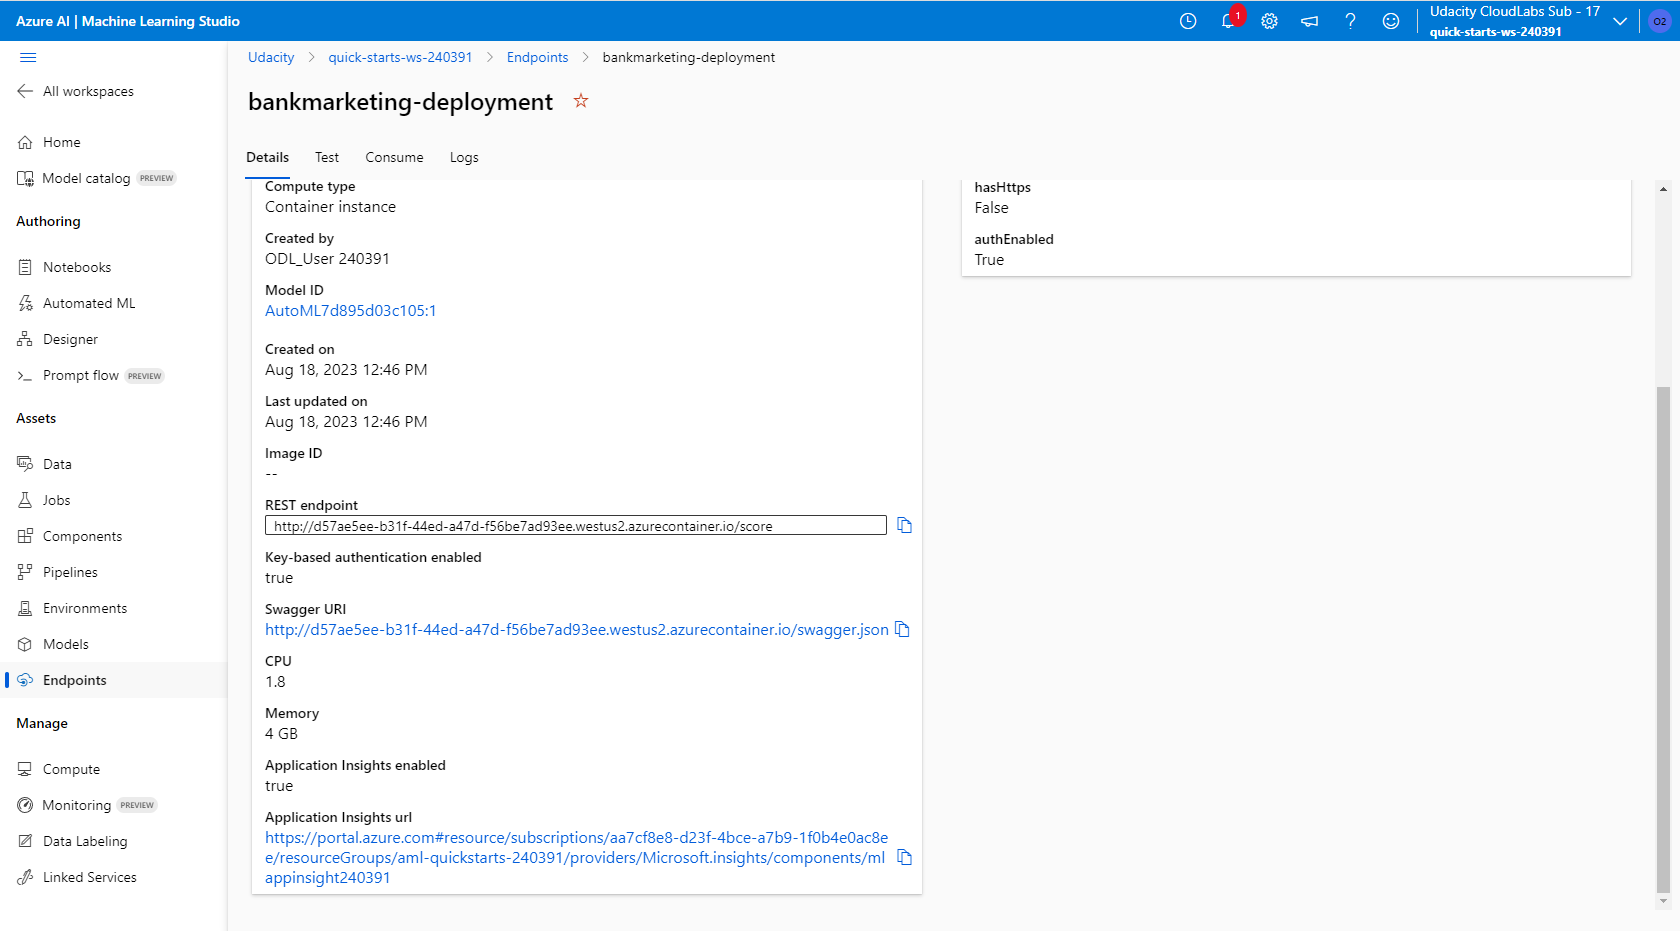 Azure AI | Machine Learning Studio
1
Udacity CloudLabs Sub - 17
quick-starts-ws-240391
O2
All workspaces
Home
Model catalog PREVIEW
Authoring
Notebooks
Automated ML
Designer
Prompt flow PREVIEW
Assets
Data
Jobs
Components
Pipelines
Environments
Models
Endpoints
Manage
Compute
Monitoring PREVIEW
Data Labeling
Linked Services
Udacity > quick-starts-ws-240391 > Endpoints > bankmarketing-deployment
bankmarketing-deployment
Details Test Consume Logs
Compute type
Container instance
Created by
ODL_User 240391
Model ID
AutoML7d895d03c105:1
Created on
Aug 18, 2023 12:46 PM
Last updated on
Aug 18, 2023 12:46 PM
Image ID
--
REST endpoint
http://d57ae5ee-b31f-44ed-a47d-f56be7ad93ee.westus2.azurecontainer.io/score
Key-based authentication enabled
true
Swagger URI
http://d57ae5ee-b31f-44ed-a47d-f56be7ad93ee.westus2.azurecontainer.io/swagger.json
CPU
1.8
Memory
4 GB
Application Insights enabled
true
Application Insights url
https://portal.azure.com#resource/subscriptions/aa7cf8e8-d23f-4bce-a7b9-1f0b4e0ac8e
e/resourceGroups/aml-quickstarts-240391/providers/Microsoft.insights/components/ml
appinsight240391
hasHttps
False
authEnabled
True